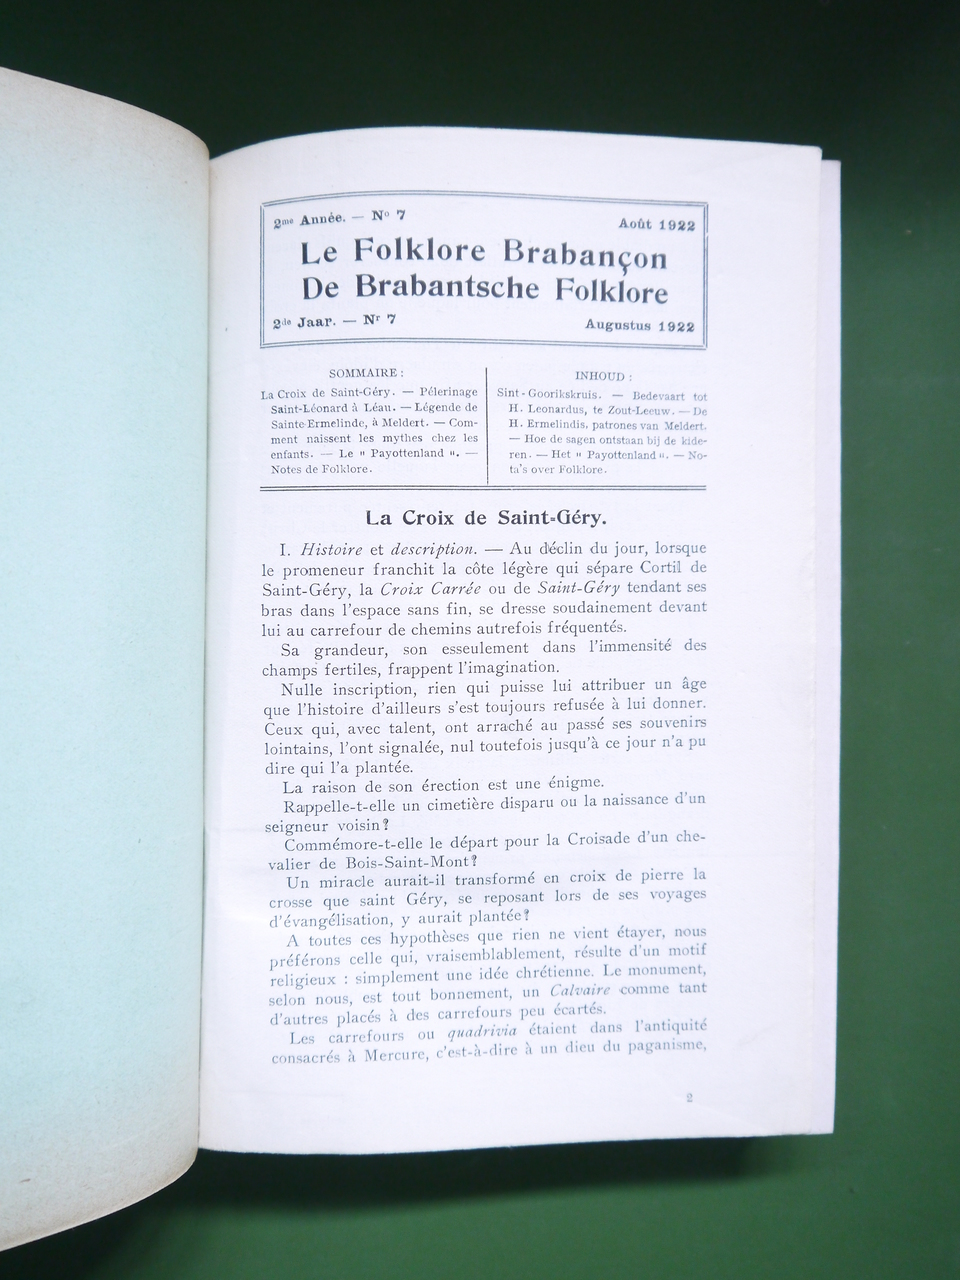 2me Année. — No 7
Août 1922
Le Folklore Brabançon
De Brabantsche Folklore
2de Jaar. — Nr 7
Augustus 1922
SOMMAIRE :
La Croix de Saint-Géry. — Pélerinage
Saint-Léonard à Léau. — Légende de
Sainte-Ermelinde, à Meldert. — Com-
ment naissent les mythes chez les
enfants. — Le " Payottenland ". —
Notes de Folklore.
INHOUD :
Sint-Goorikskruis. — Bedevaart tot
H. Leonardus, te Zout-Leeuw. — De
H. Ermelindis, patrones van Meldert.
— Hoe de sagen ontstaan bij de kide-
ren. — Het " Payottenland ". — No-
ta's over Folklore.
La Croix de Saint-Géry.
I. Histoire et description. — Au déclin du jour, lorsque
le promeneur franchit la côte légère qui sépare Cortil de
Saint-Géry, la Croix Carrée ou de Saint-Géry tendant ses
bras dans l'espace sans fin, se dresse soudainement devant
lui au carrefour de chemins autrefois fréquentés.
Sa grandeur, son esseulement dans l'immensité des
champs fertiles, frappent l'imagination.
Nulle inscription, rien qui puisse lui attribuer un âge
que l'histoire d'ailleurs s'est toujours refusée à lui donner.
Ceux qui, avec talent, ont arraché au passé ses souvenirs
lointains, l'ont signalée, nul toutefois jusqu'à ce jour n'a pu
dire qui l'a plantée.
La raison de son érection est une énigme.
Rappelle-t-elle un cimetière disparu ou la naissance d'un
seigneur voisin?
Commémore-t-elle le départ pour la Croisade d'un che-
valier de Bois-Saint-Mont?
Un miracle aurait-il transformé en croix de pierre la
crosse que saint Géry, se reposant lors de ses voyages
d'évangélisation, y aurait plantée?
A toutes ces hypothèses que rien ne vient étayer, nous
préférons celle qui, vraisemblablement, résulte d'un motif
religieux : simplement une idée chrétienne. Le monument,
selon nous, est tout bonnement, un Calvaire comme tant
d'autres placés à des carrefours peu écartés.
Les carrefours ou quadrivia étaient dans l'antiquité
consacrés à Mercure, c'est-à-dire à un dieu du paganisme,
2